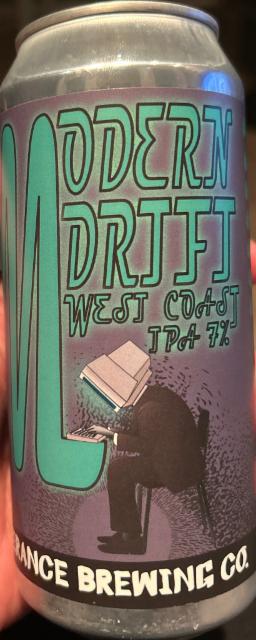 MODERN
DRIFT
WEST COAST
IPA 7%
RANCE BREWING CO.